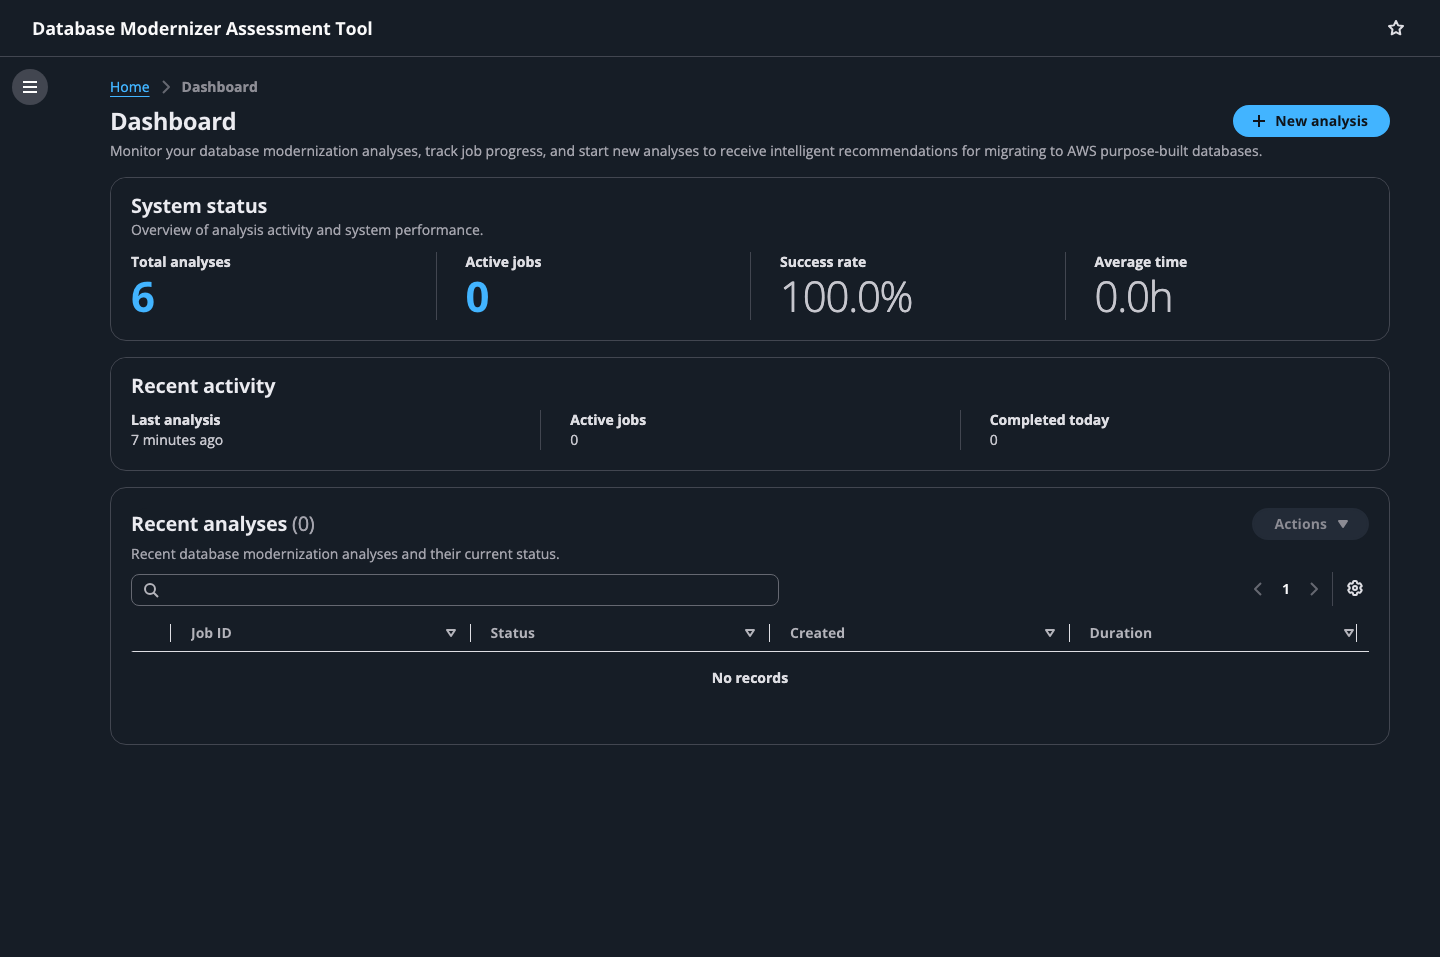 Database Modernizer Assessment Tool
Home
Dashboard
Dashboard
New analysis
Monitor your database modernization analyses, track job progress, and start new analyses to receive intelligent recommendations for migrating to AWS purpose-built databases.
System status
Overview of analysis activity and system performance.
Total analyses
6
Active jobs
0
Success rate
100.0%
Average time
0.0h
Recent activity
Last analysis
7 minutes ago
Active jobs
0
Completed today
0
Recent analyses (0)
Actions
Recent database modernization analyses and their current status.
1
Job ID
Status
Created
Duration
No records